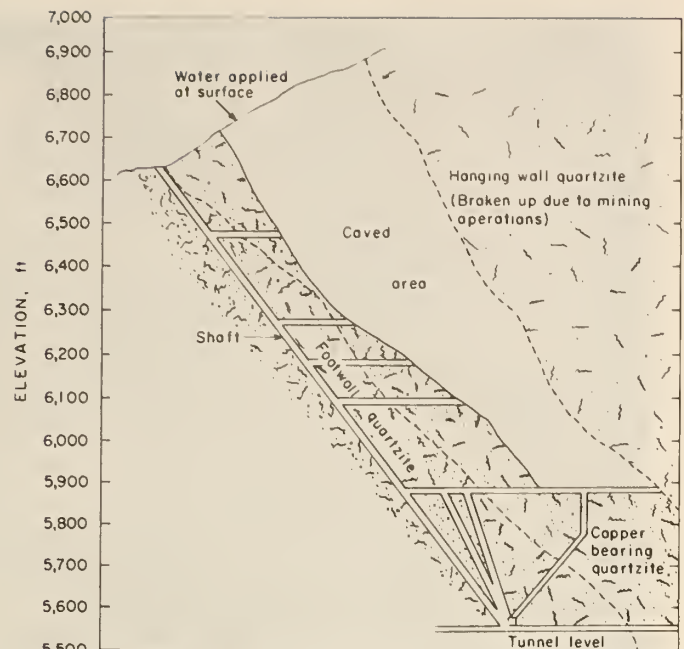 7,000
6,900
6,800
6,700
6,600
6,500
6,400
6,300
6,200
6,100
6,000
5,900
5,800
5,700
5,600
5,500
ELEVATION, ft
Water applied
at surface
Hanging wall quartzite
(Broken up due to mining
operations)
Caved
area
Shaft
Footwall
quartzite
Copper
bearing
quartzite
Tunnel level